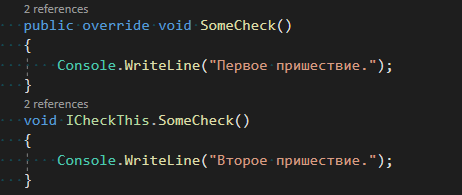 2 references
public override void SomeCheck()
{
Console.WriteLine("Первое пришествие.");
}
2 references
void ICheckThis.SomeCheck()
{
Console.WriteLine("Второе пришествие.");
}